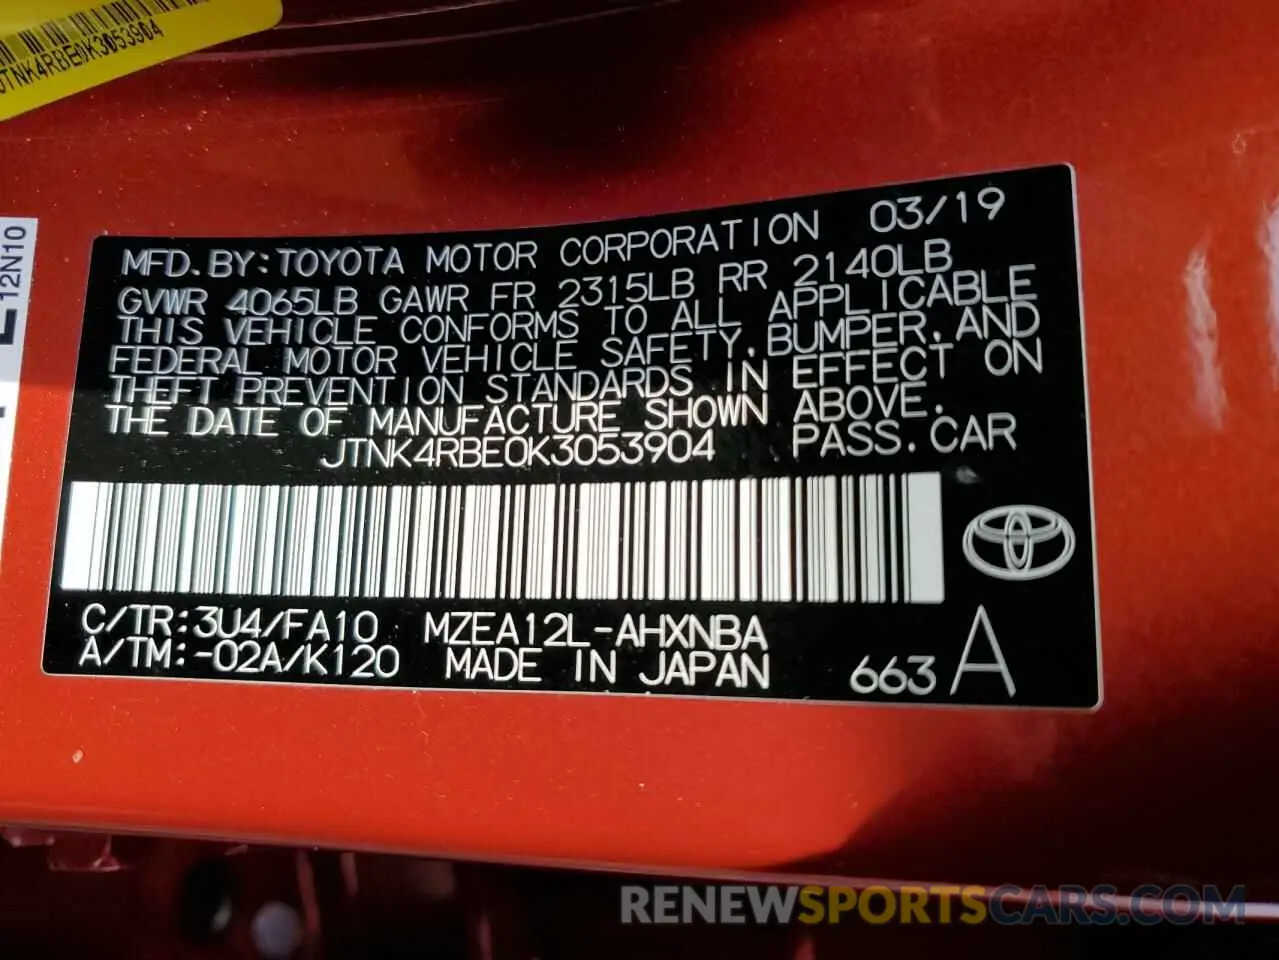 JTNK4RBE0K3053904
E12N10
MFD. BY: TOYOTA MOTOR CORPORATION 03/19
GVWR 4065LB GAWR FR 2315LB RR 2140LB
THIS VEHICLE CONFORMS TO ALL APPLICABLE
FEDERAL MOTOR VEHICLE SAFETY, BUMPER, AND
THEFT PREVENTION STANDARDS IN EFFECT ON
THE DATE OF MANUFACTURE SHOWN ABOVE.
JTNK4RBE0K3053904 PASS. CAR
C/TR:3U4/FA10 MZEA12L-AHXNBA
A/TM:-02A/K120 MADE IN JAPAN 663 A
RENEWSPORTSCARS.COM